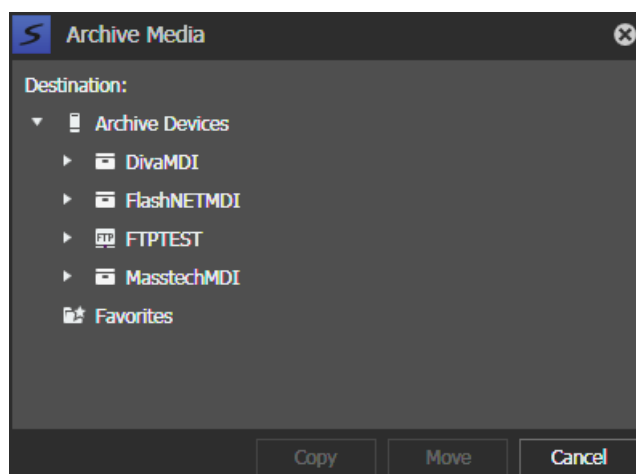 S Archive Media
Destination:
Archive Devices
DivaMDI
FlashNETMDI
FTP FTPTEST
MasstechMDI
Favorites
Copy Move Cancel